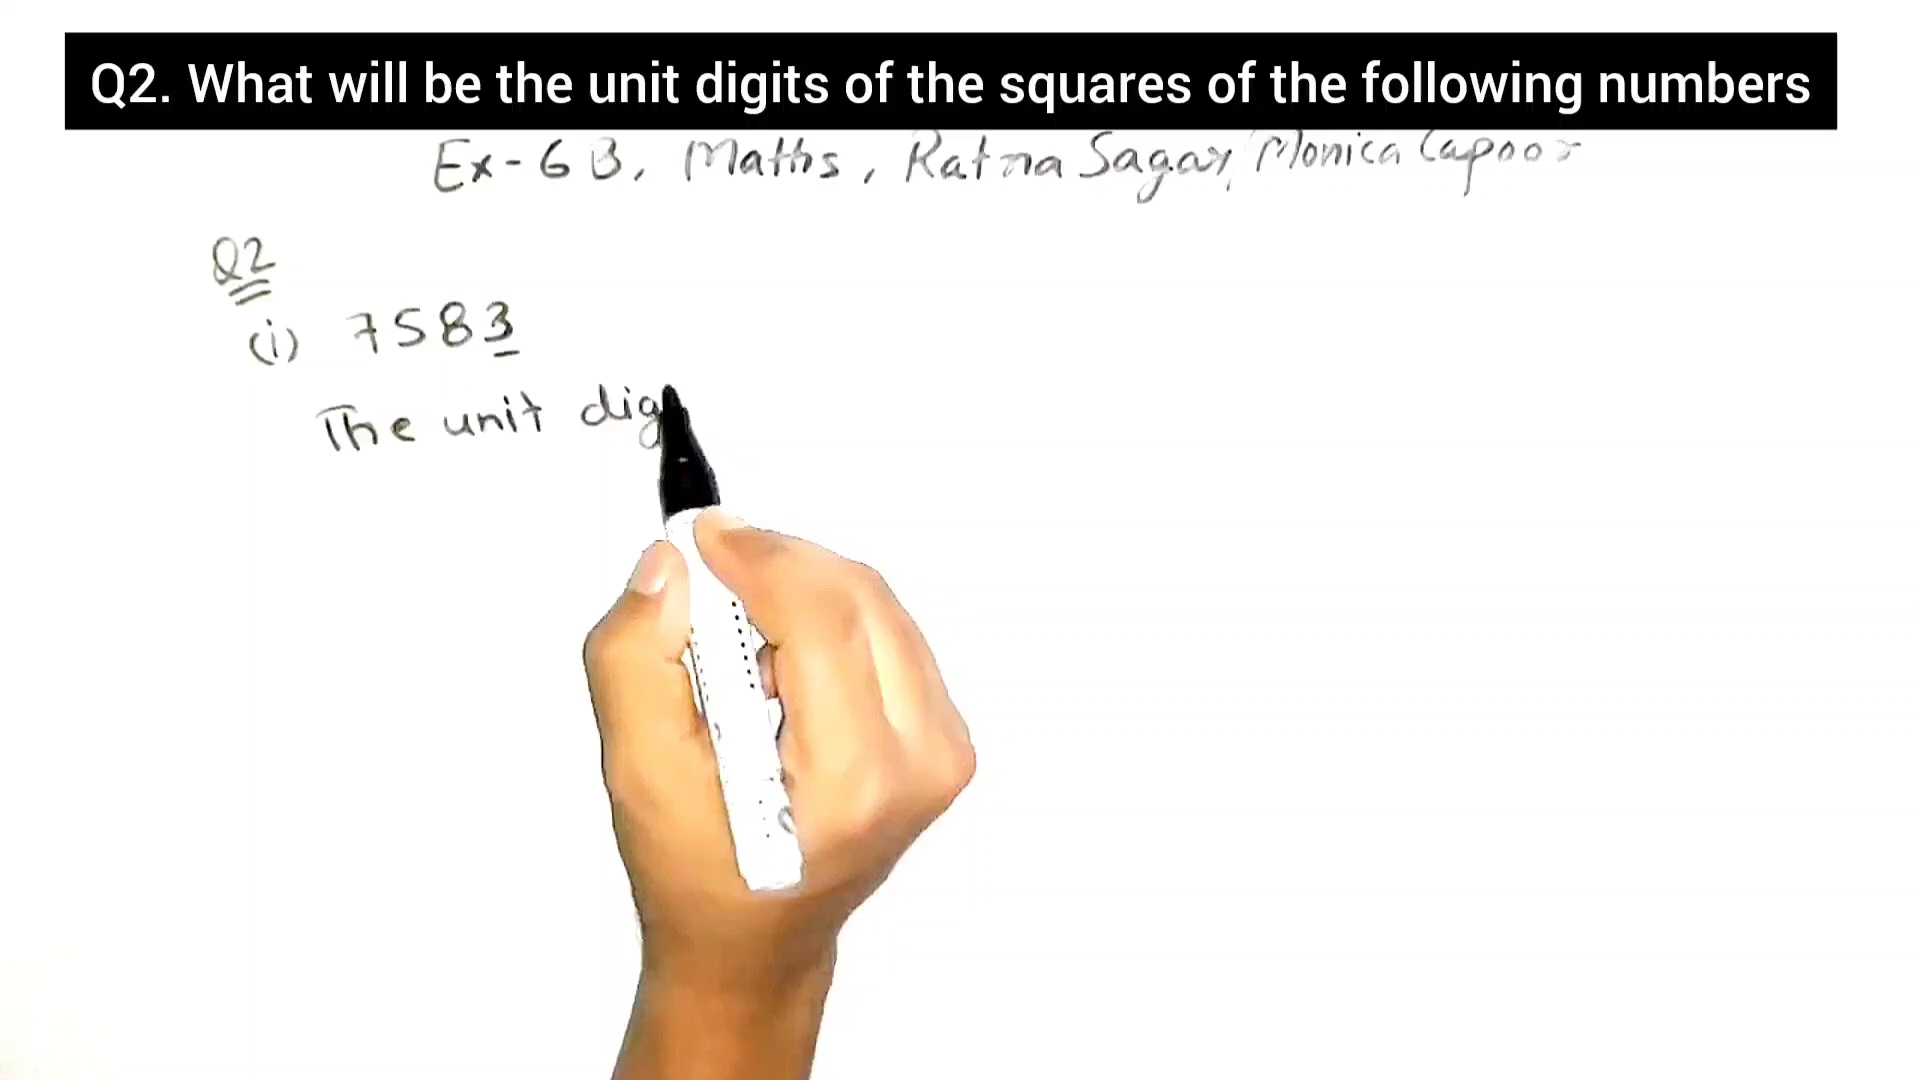 Q2. What will be the unit digits of the squares of the following numbers
Ex-6B, Maths, Ratna Sagar, Monica Capoor
Q2
(i) 7583
The unit dig